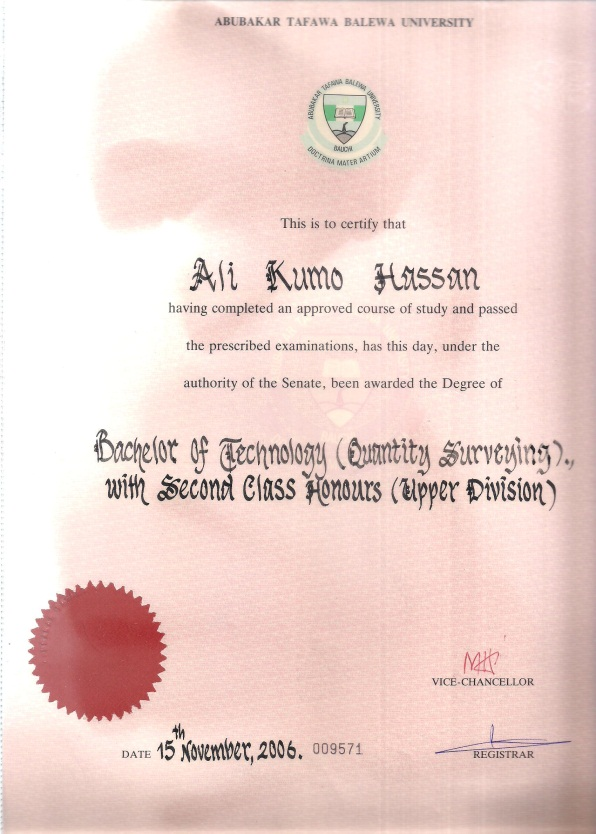 ABUBAKAR TAFAWA BALEWA UNIVERSITY
ABUBAKAR TAFAWA BALEWA UNIVERSITY
BAUCHI
DOCTRINA MATER ARTIUM
This is to certify that
Ali Kumo Hassan
having completed an approved course of study and passed
the prescribed examinations, has this day, under the
authority of the Senate, been awarded the Degree of
Bachelor of Technology (Quantity Surveying).,
with Second Class Honours (Upper Division)
VICE-CHANCELLOR
DATE 15th November, 2006. 009571
REGISTRAR